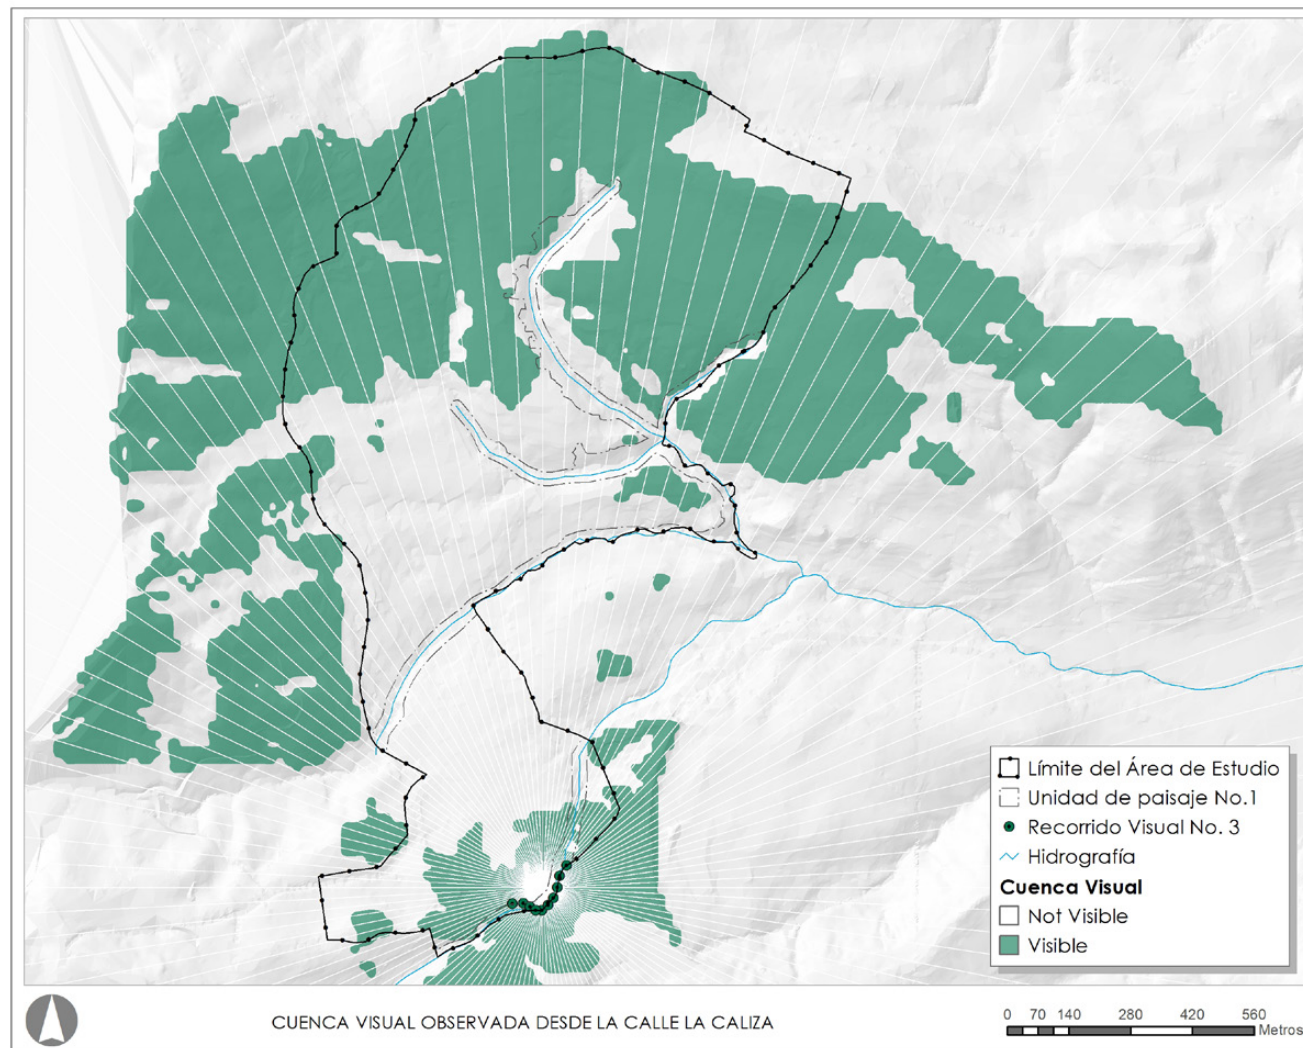 Límite del Área de Estudio
Unidad de paisaje No.1
Recorrido Visual No. 3
Hidrografía
Cuenca Visual
Not Visible
Visible
CUENCA VISUAL OBSERVADA DESDE LA CALLE LA CALIZA
0 70 140 280 420 560
Metros